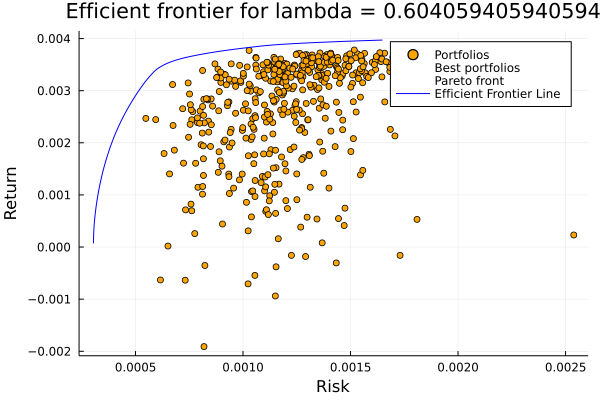 Efficient frontier for lambda = 0.604059405940594
Return
0.004
0.003
0.002
0.001
0.000
−0.001
−0.002
Portfolios
Best portfolios
Pareto front
Efficient Frontier Line
0.0005
0.0010
0.0015
0.0020
0.0025
Risk